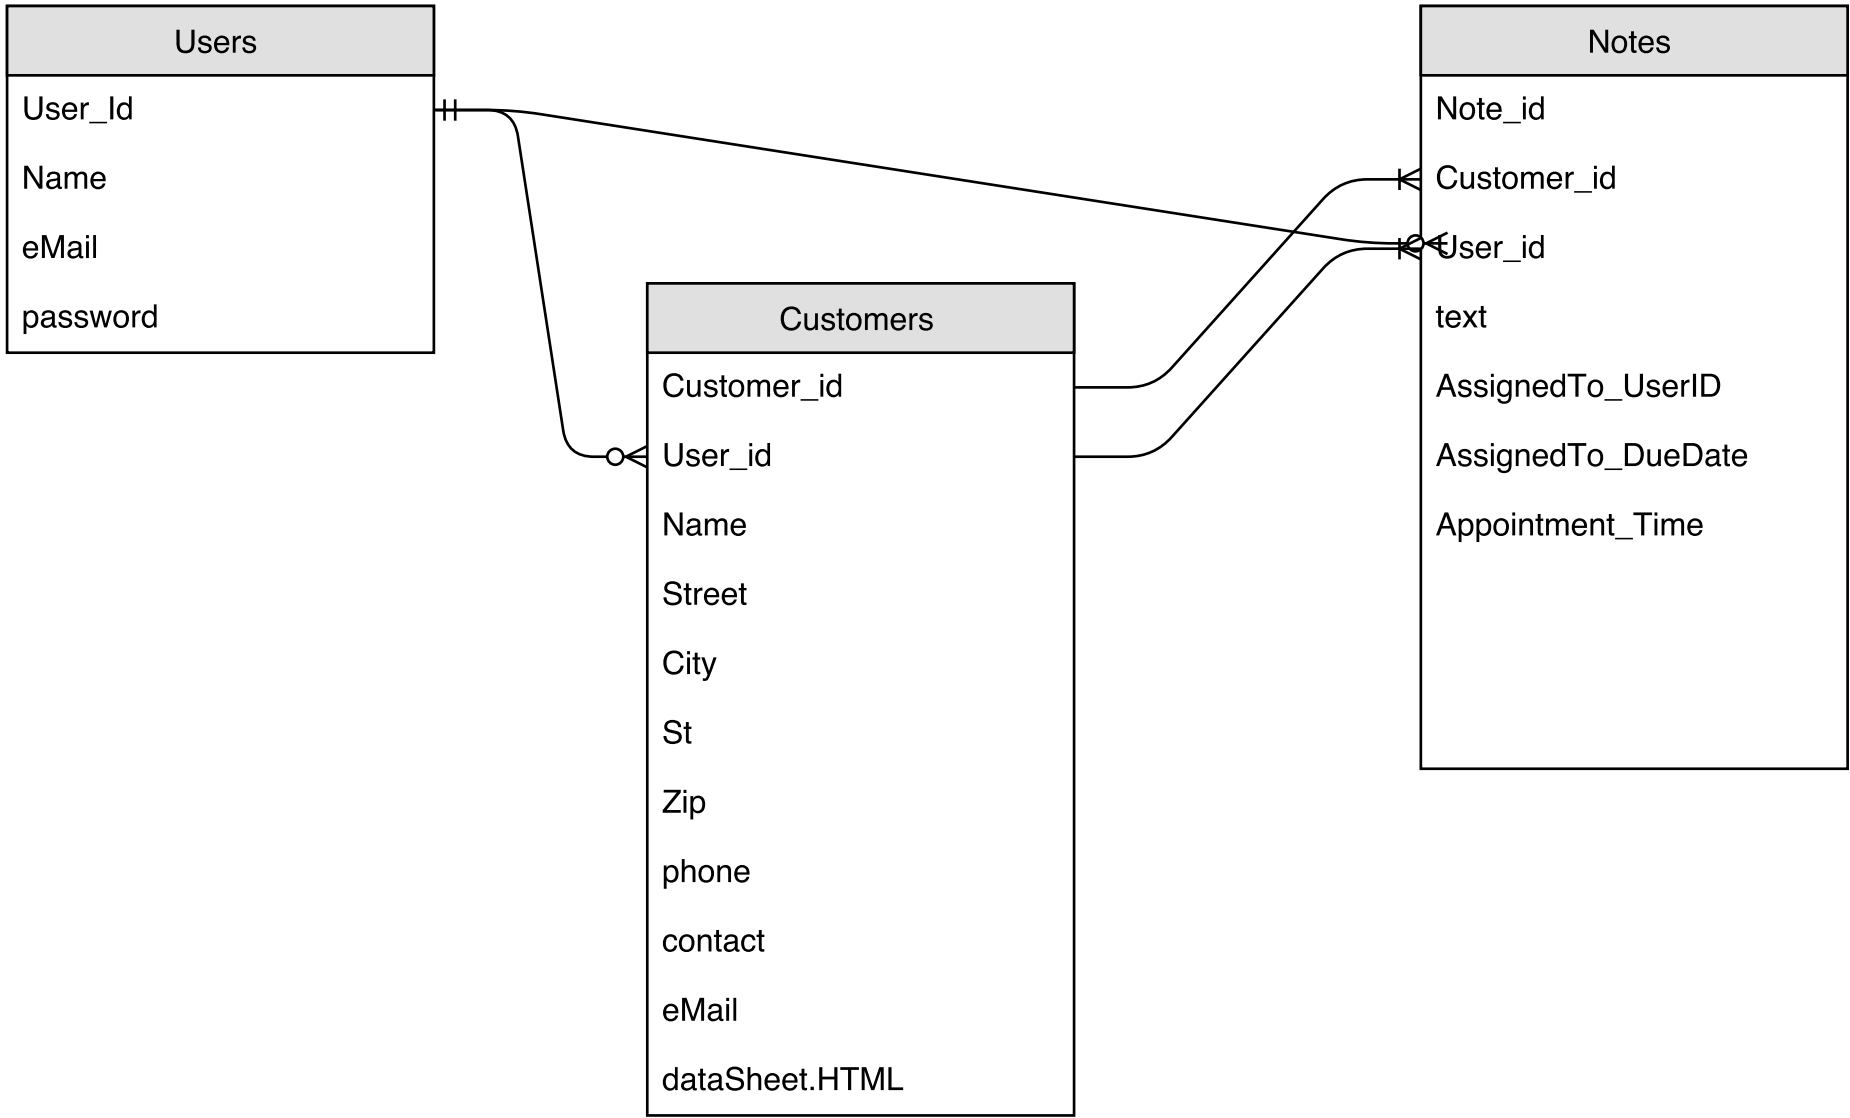 Users
User_Id
Name
eMail
password
Customers
Customer_id
User_id
Name
Street
City
St
Zip
phone
contact
eMail
dataSheet.HTML
Notes
Note_id
Customer_id
User_id
text
AssignedTo_UserID
AssignedTo_DueDate
Appointment_Time